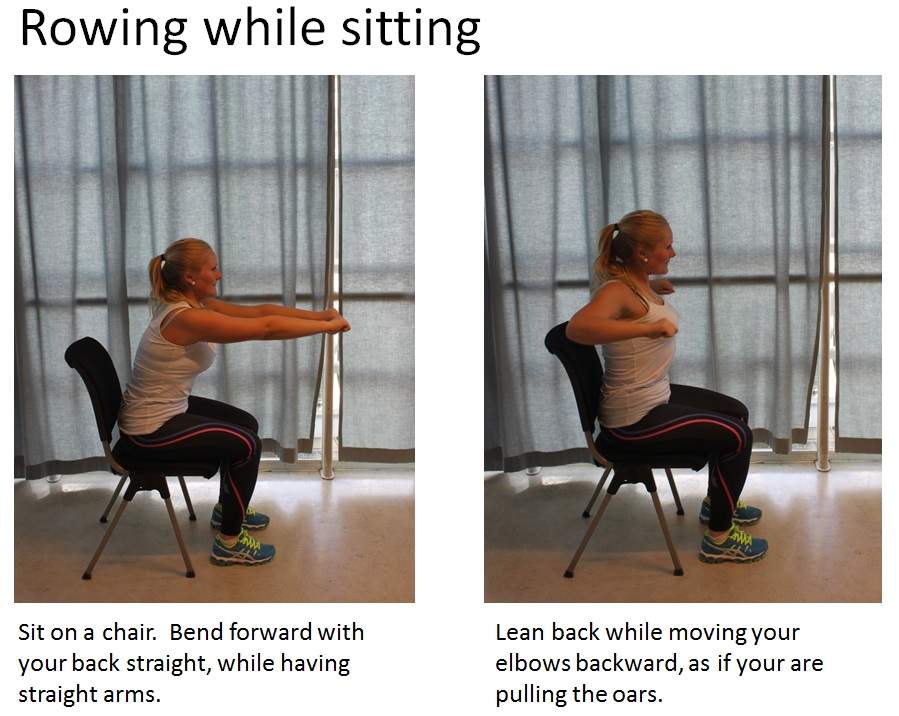 Rowing while sitting
Sit on a chair.  Bend forward with
your back straight, while having
straight arms.
Lean back while moving your
elbows backward, as if your are
pulling the oars.